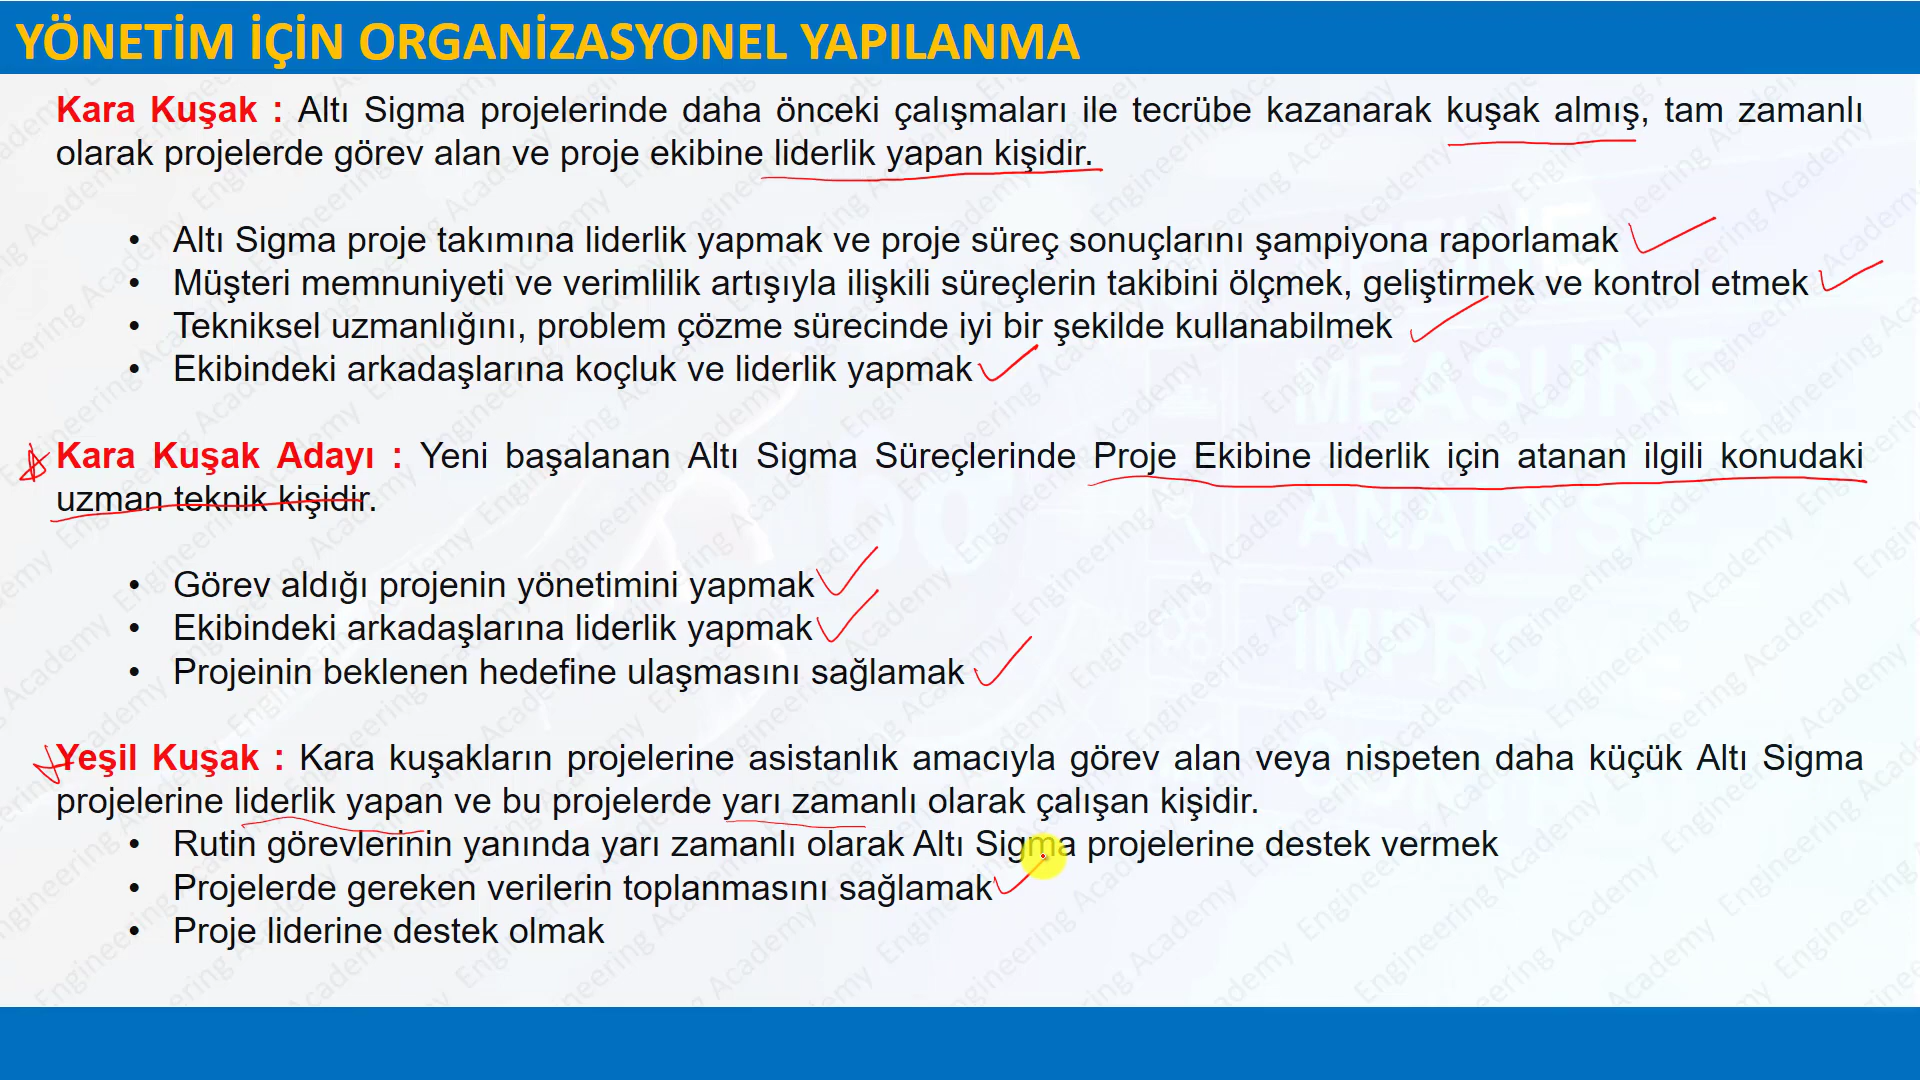 YÖNETİM İÇİN ORGANİZASYONEL YAPILANMA
Kara Kuşak : Altı Sigma projelerinde daha önceki çalışmaları ile tecrübe kazanarak kuşak almış, tam zamanlı
olarak projelerde görev alan ve proje ekibine liderlik yapan kişidir.
• Altı Sigma proje takımına liderlik yapmak ve proje süreç sonuçlarını şampiyona raporlamak
• Müşteri memnuniyeti ve verimlilik artışıyla ilişkili süreçlerin takibini ölçmek, geliştirmek ve kontrol etmek
• Tekniksel uzmanlığını, problem çözme sürecinde iyi bir şekilde kullanabilmek
• Ekibindeki arkadaşlarına koçluk ve liderlik yapmak
Kara Kuşak Adayı : Yeni başalanan Altı Sigma Süreçlerinde Proje Ekibine liderlik için atanan ilgili konudaki
uzman teknik kişidir.
• Görev aldığı projenin yönetimini yapmak
• Ekibindeki arkadaşlarına liderlik yapmak
• Projeinin beklenen hedefine ulaşmasını sağlamak
Yeşil Kuşak : Kara kuşakların projelerine asistanlık amacıyla görev alan veya nispeten daha küçük Altı Sigma
projelerine liderlik yapan ve bu projelerde yarı zamanlı olarak çalışan kişidir.
• Rutin görevlerinin yanında yarı zamanlı olarak Altı Sigma projelerine destek vermek
• Projelerde gereken verilerin toplanmasını sağlamak
• Proje liderine destek olmak
MEASURE
ANALYSE
IMPROVE
Engineering Academy